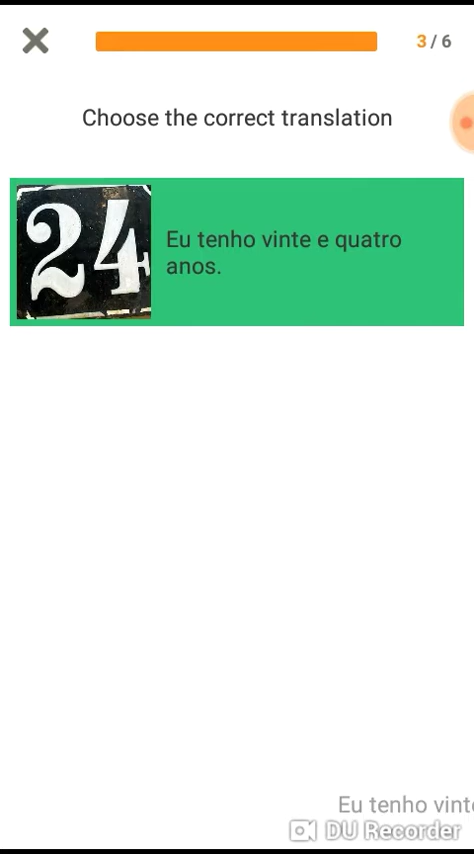 3 / 6
Choose the correct translation
24
Eu tenho vinte e quatro
anos.
Eu tenho vint
DU Recorder